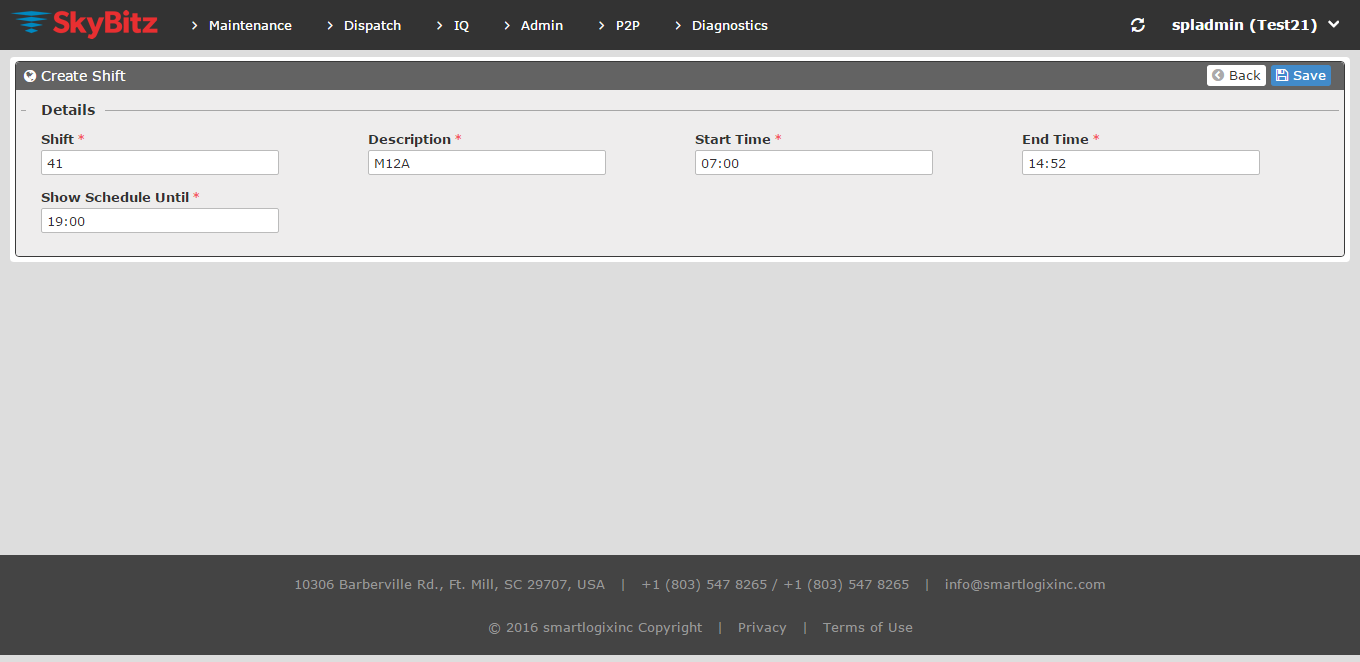 SkyBitz Maintenance Dispatch IQ Admin P2P Diagnostics spladmin (Test21)
Create Shift Back Save
Details
Shift * Description * Start Time * End Time *
41 M12A 07:00 14:52
Show Schedule Until *
19:00
10306 Barberville Rd., Ft. Mill, SC 29707, USA | +1 (803) 547 8265 / +1 (803) 547 8265 | info@smartlogixinc.com
© 2016 smartlogixinc Copyright | Privacy | Terms of Use